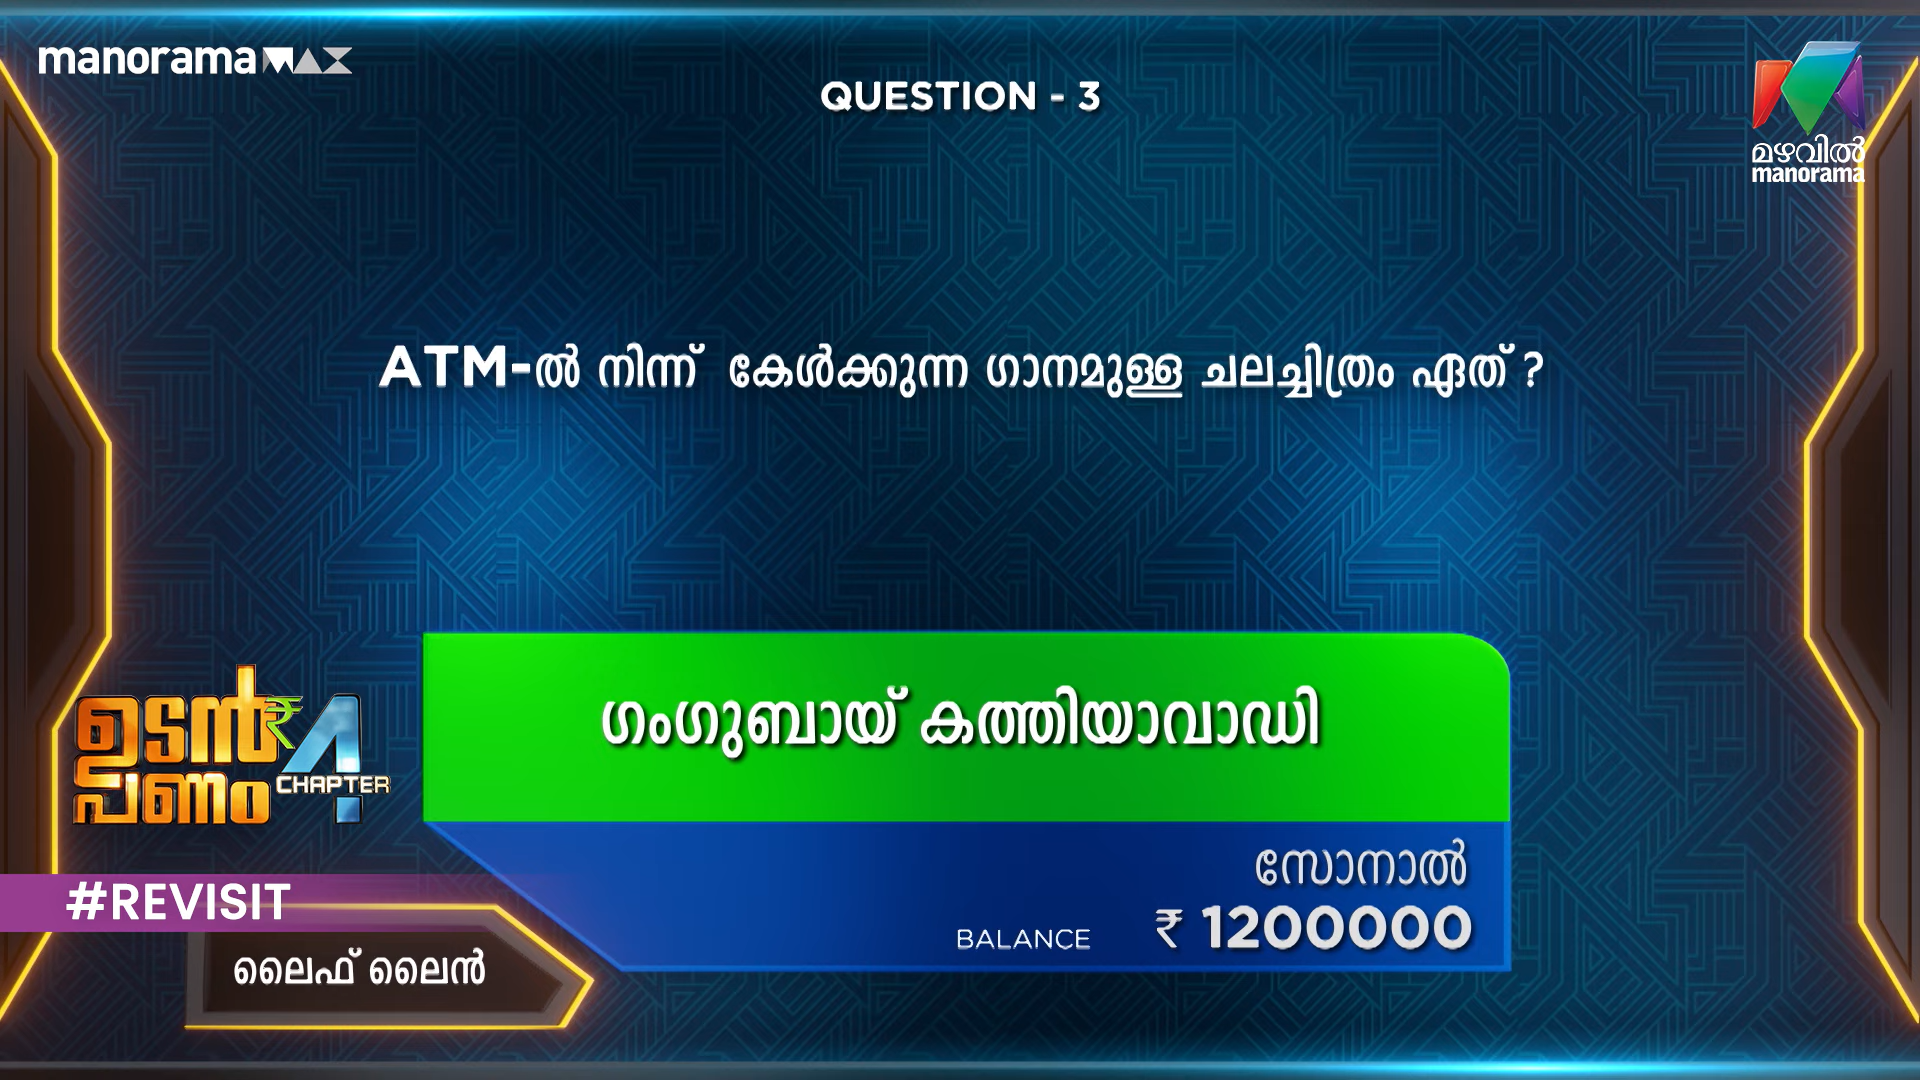 manorama MAX
QUESTION - 3
മഴവിൽ
manorama
ATM-ൽ നിന്ന് കേൾക്കുന്ന ഗാനമുള്ള ചലച്ചിത്രം ഏത് ?
ഗംഗുബായ് കത്തിയാവാഡി
ഉടൻ
പണം
CHAPTER 4
സോനാൽ
BALANCE ₹ 1200000
#REVISIT
ലൈഫ് ലൈൻ